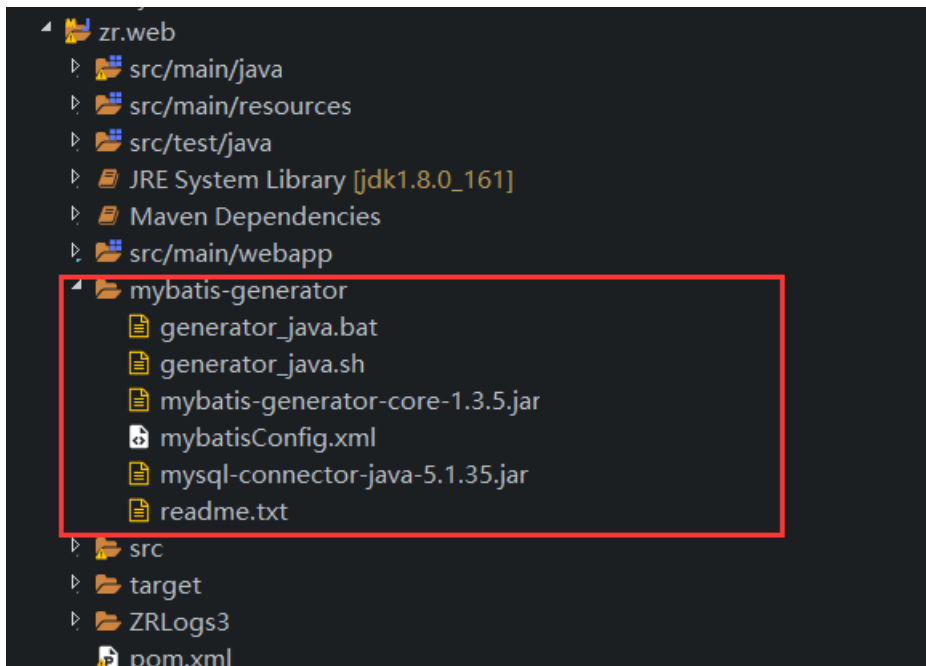 zr.web
src/main/java
src/main/resources
src/test/java
JRE System Library [jdk1.8.0_161]
Maven Dependencies
src/main/webapp
mybatis-generator
generator_java.bat
generator_java.sh
mybatis-generator-core-1.3.5.jar
mybatisConfig.xml
mysql-connector-java-5.1.35.jar
readme.txt
src
target
ZRLogs3
pom.xml